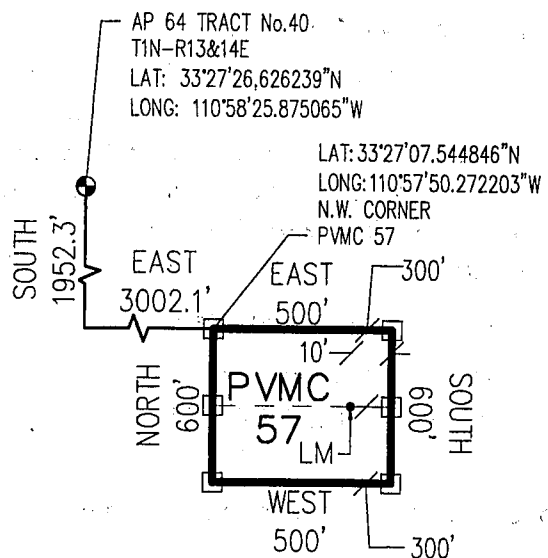 AP 64 TRACT No.40
T1N-R13&14E
LAT: 33°27'26,626239"N
LONG: 110°58'25.875065"W
LAT: 33°27'07.544846"N
LONG: 110°57'50.272203"W
N.W. CORNER
PVMC 57
SOUTH
1952.3'
EAST
3002.1'
EAST
500'
300'
10'
NORTH
600'
PVMC
57
LM
SOUTH
600'
WEST
500'
300'